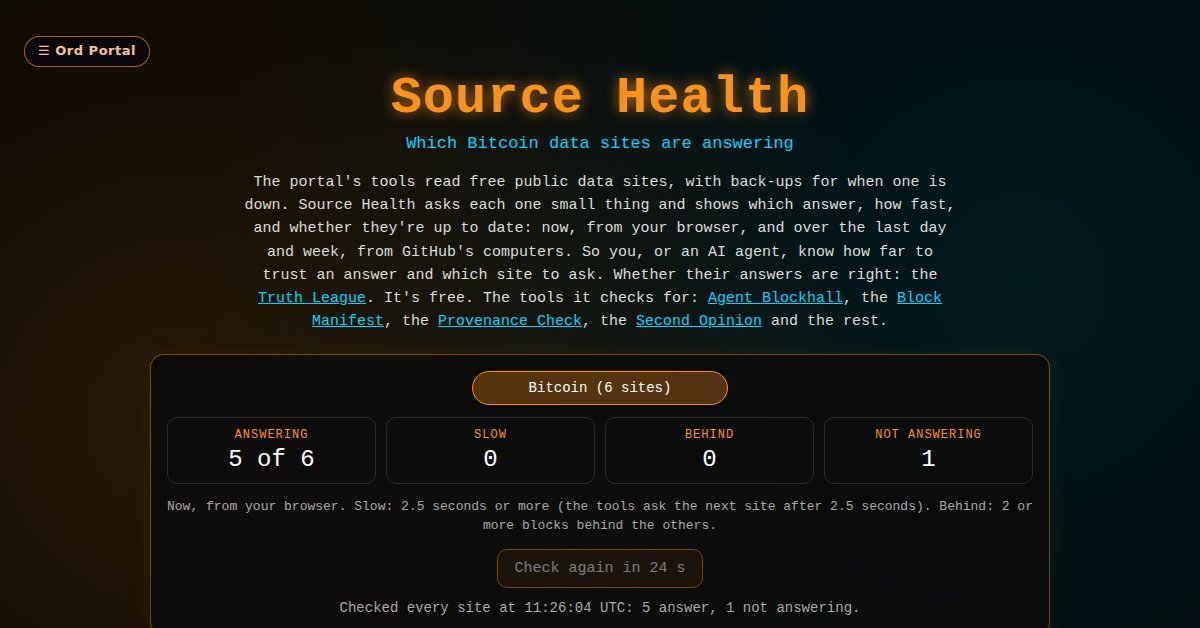 ☰ Ord Portal
Source Health
Which Bitcoin data sites are answering
The portal's tools read free public data sites, with back-ups for when one is
down. Source Health asks each one small thing and shows which answer, how fast,
and whether they're up to date: now, from your browser, and over the last day
and week, from GitHub's computers. So you, or an AI agent, know how far to
trust an answer and which site to ask. Whether their answers are right: the
Truth League. It's free. The tools it checks for: Agent Blockhall, the Block
Manifest, the Provenance Check, the Second Opinion and the rest.
Bitcoin (6 sites)
ANSWERING
5 of 6
SLOW
0
BEHIND
0
NOT ANSWERING
1
Now, from your browser. Slow: 2.5 seconds or more (the tools ask the next site after 2.5 seconds). Behind: 2 or
more blocks behind the others.
Check again in 24 s
Checked every site at 11:26:04 UTC: 5 answer, 1 not answering.